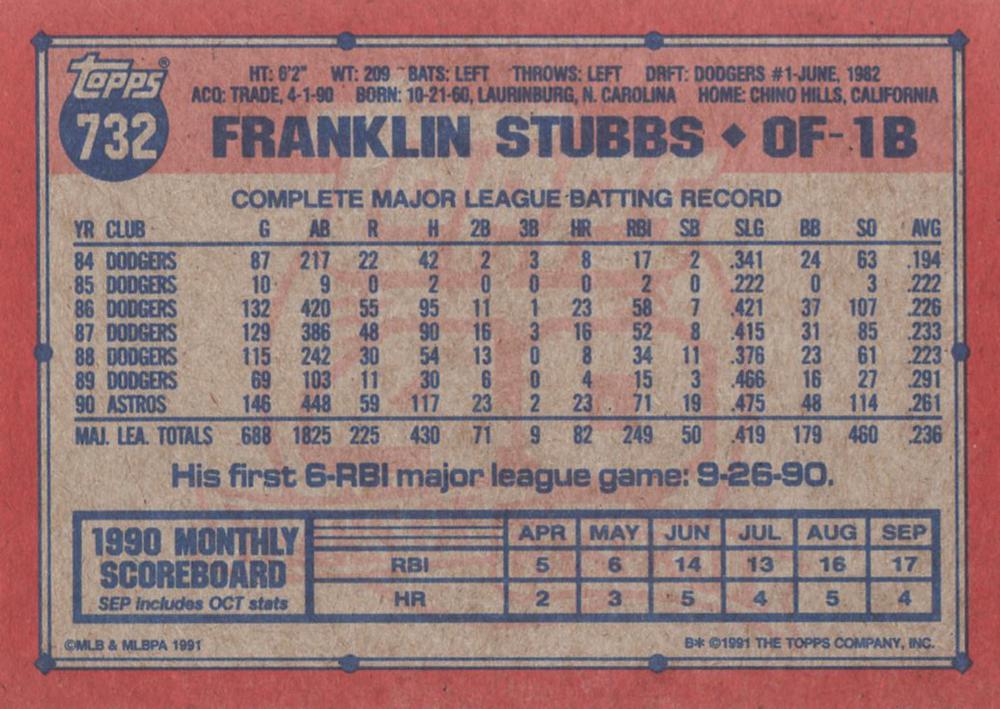 topps®
732
HT: 6'2" WT: 209 BATS: LEFT THROWS: LEFT DRFT: DODGERS #1-JUNE, 1982
ACQ: TRADE, 4-1-90 BORN: 10-21-60, LAURINBURG, N. CAROLINA HOME: CHINO HILLS, CALIFORNIA
FRANKLIN STUBBS ◆ OF-1B
COMPLETE MAJOR LEAGUE BATTING RECORD
YR CLUB G AB R H 2B 3B HR RBI SB SLG BB SO AVG
84 DODGERS 87 217 22 42 2 3 8 17 2 .341 24 63 .194
85 DODGERS 10 9 0 2 0 0 0 2 0 .222 0 3 .222
86 DODGERS 132 420 55 95 11 1 23 58 7 .421 37 107 .226
87 DODGERS 129 386 48 90 16 3 16 52 8 .415 31 85 .233
88 DODGERS 115 242 30 54 13 0 8 34 11 .376 23 61 .223
89 DODGERS 69 103 11 30 6 0 4 15 3 .466 16 27 .291
90 ASTROS 146 448 59 117 23 2 23 71 19 .475 48 114 .261
MAJ. LEA. TOTALS 688 1825 225 430 71 9 82 249 50 .419 179 460 .236
His first 6-RBI major league game: 9-26-90.
1990 MONTHLY
SCOREBOARD
SEP includes OCT stats
APR MAY JUN JUL AUG SEP
RBI 5 6 14 13 16 17
HR 2 3 5 4 5 4
©MLB & MLBPA 1991
B* ©1991 THE TOPPS COMPANY, INC.